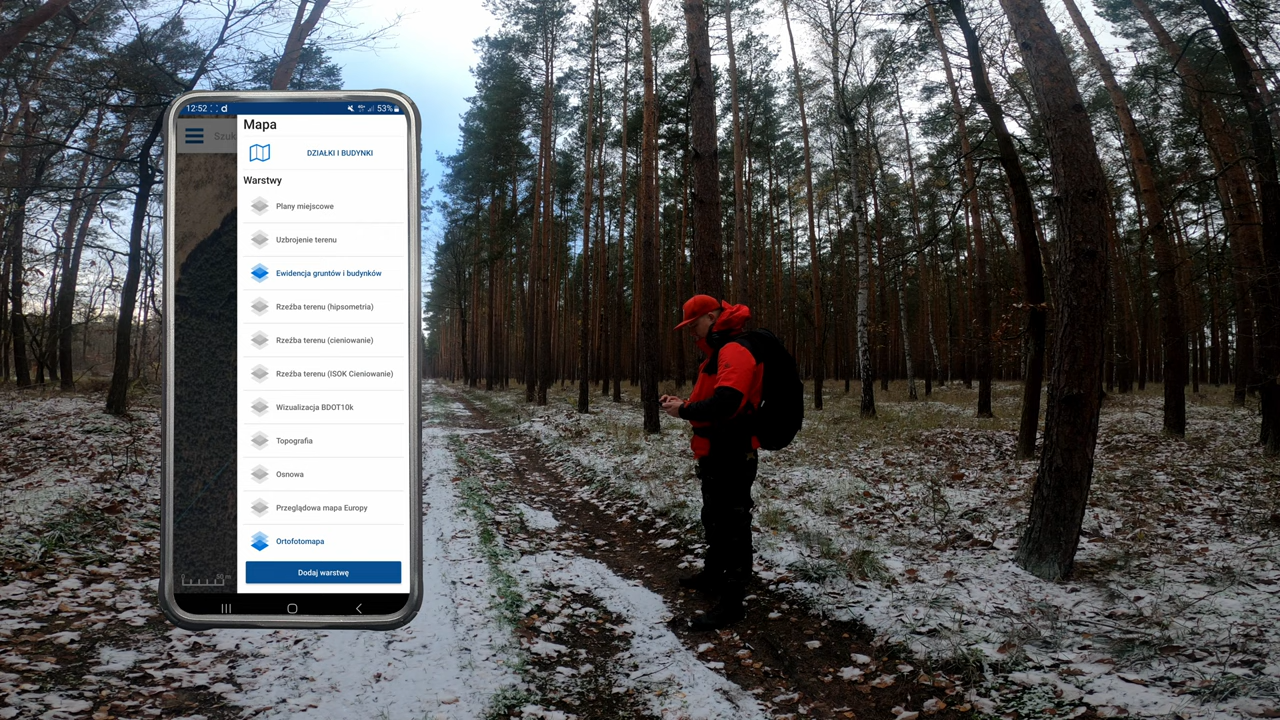 12:52 53%
Szuk
Mapa
DZIAŁKI I BUDYNKI
Warstwy
Plany miejscowe
Uzbrojenie terenu
Ewidencja gruntów i budynków
Rzeźba terenu (hipsometria)
Rzeźba terenu (cieniowanie)
Rzeźba terenu (ISOK Cieniowanie)
Wizualizacja BDOT10k
Topografia
Osnowa
Przeglądowa mapa Europy
Ortofotomapa
Dodaj warstwę